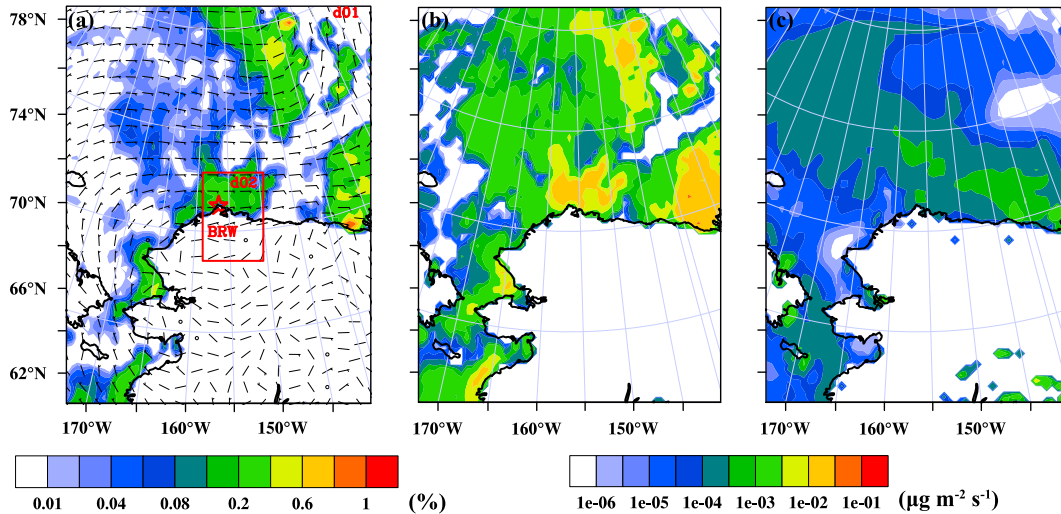 (a) d01 (b) (c)
78°N
74°N
70°N
66°N
62°N
d02
BRW
170°W 160°W 150°W 170°W 160°W 150°W 170°W 160°W 150°W
0.01 0.04 0.08 0.2 0.6 1 (%)
1e-06 1e-05 1e-04 1e-03 1e-02 1e-01 (μg m⁻² s⁻¹)